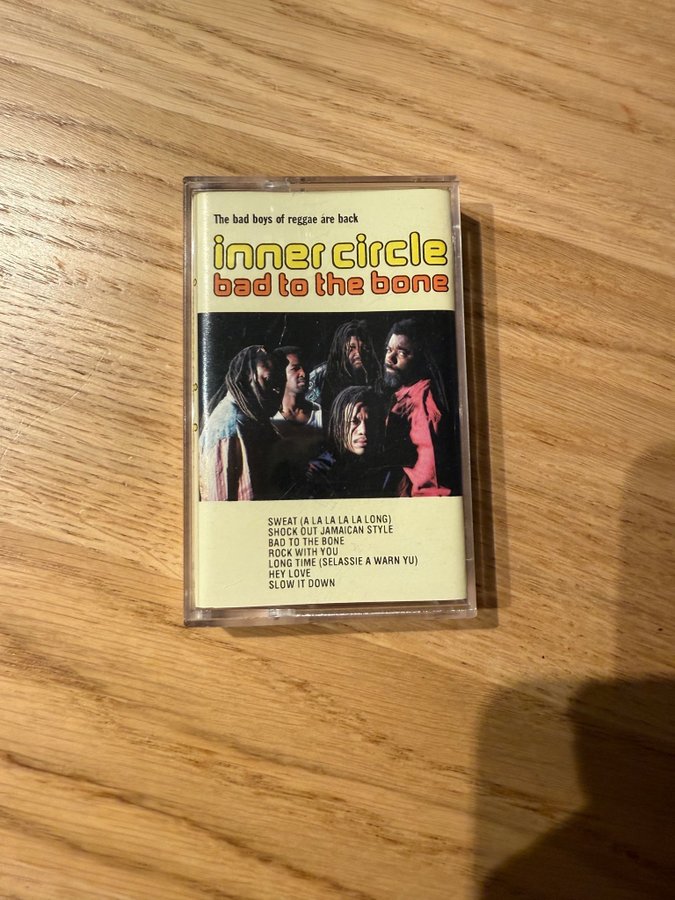 The bad boys of reggae are back
inner circle
bad to the bone
SWEAT (A LA LA LA LA LONG)
SHOCK OUT JAMAICAN STYLE
BAD TO THE BONE
ROCK WITH YOU
LONG TIME (SELASSIE A WARN YU)
HEY LOVE
SLOW IT DOWN